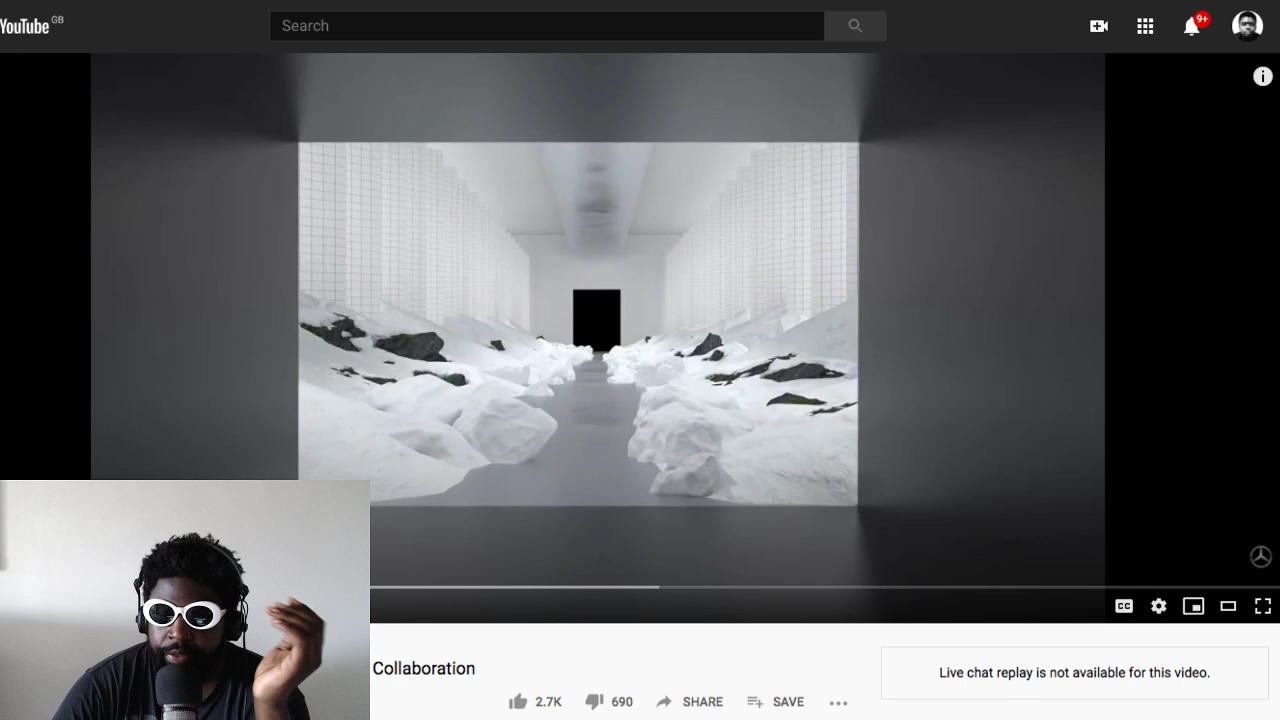 YouTube GB
Search
9+
i
CC
Collaboration
Live chat replay is not available for this video.
2.7K 690 SHARE SAVE